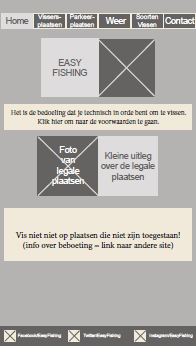 Home
Vissers-
plaatsen
Parkeer-
plaatsen
Weer
Soorten
Vissen
Contact
EASY
FISHING
Het is de bedoeling dat je technisch in orde bent om te vissen.
Klik hier om naar de voorwaarden te gaan.
Foto
van
legale
plaatsen
Kleine uitleg
over de legale
plaatsen
Vis niet niet op plaatsen die niet zijn toegestaan!
(info over beboeting = link naar andere site)
Facebook/EasyFishing
Twitter/EasyFishing
Instagram/EasyFishing